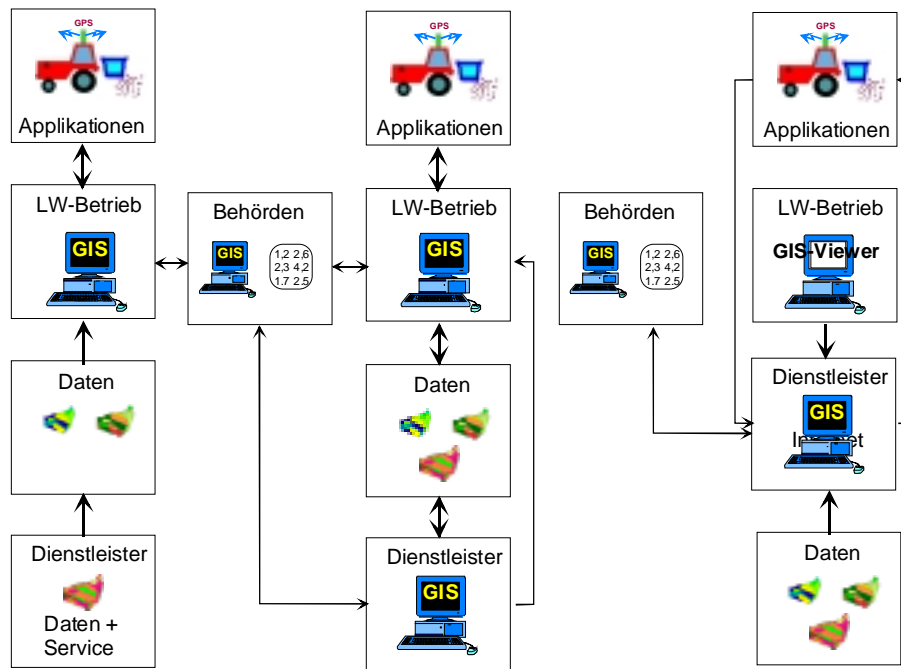 GPS
Applikationen
LW-Betrieb
GIS
Daten
Dienstleister
Daten +
Service
Behörden
GIS
1,2 2,6
2,3 4,2
1.7 2.5
GPS
Applikationen
LW-Betrieb
GIS
Daten
Dienstleister
GIS
Behörden
GIS
1,2 2,6
2,3 4,2
1.7 2.5
GPS
Applikationen
LW-Betrieb
GIS-Viewer
Dienstleister
GIS
Daten